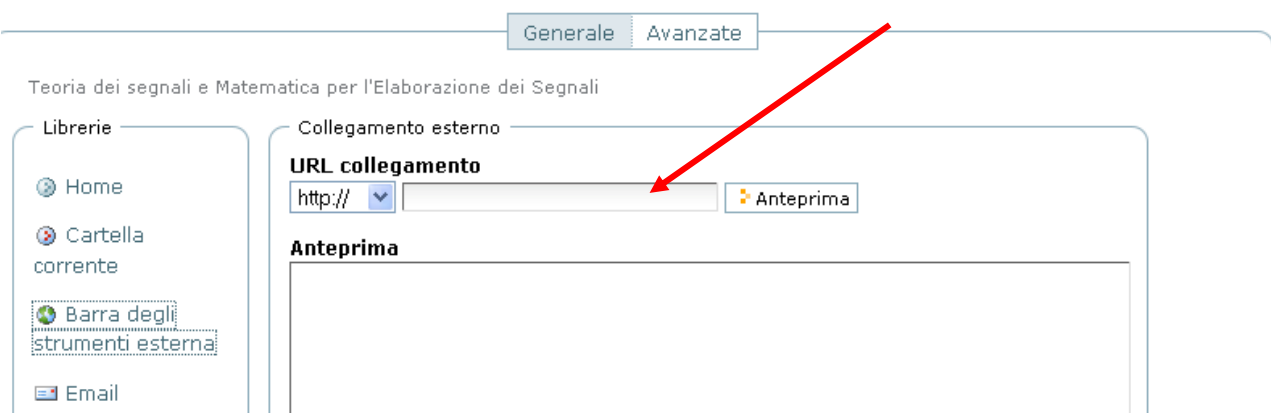 Generale Avanzate
Teoria dei segnali e Matematica per l'Elaborazione dei Segnali
Librerie
Home
Cartella
corrente
Barra degli
strumenti esterna
Email
Collegamento esterno
URL collegamento
http:// Anteprima
Anteprima